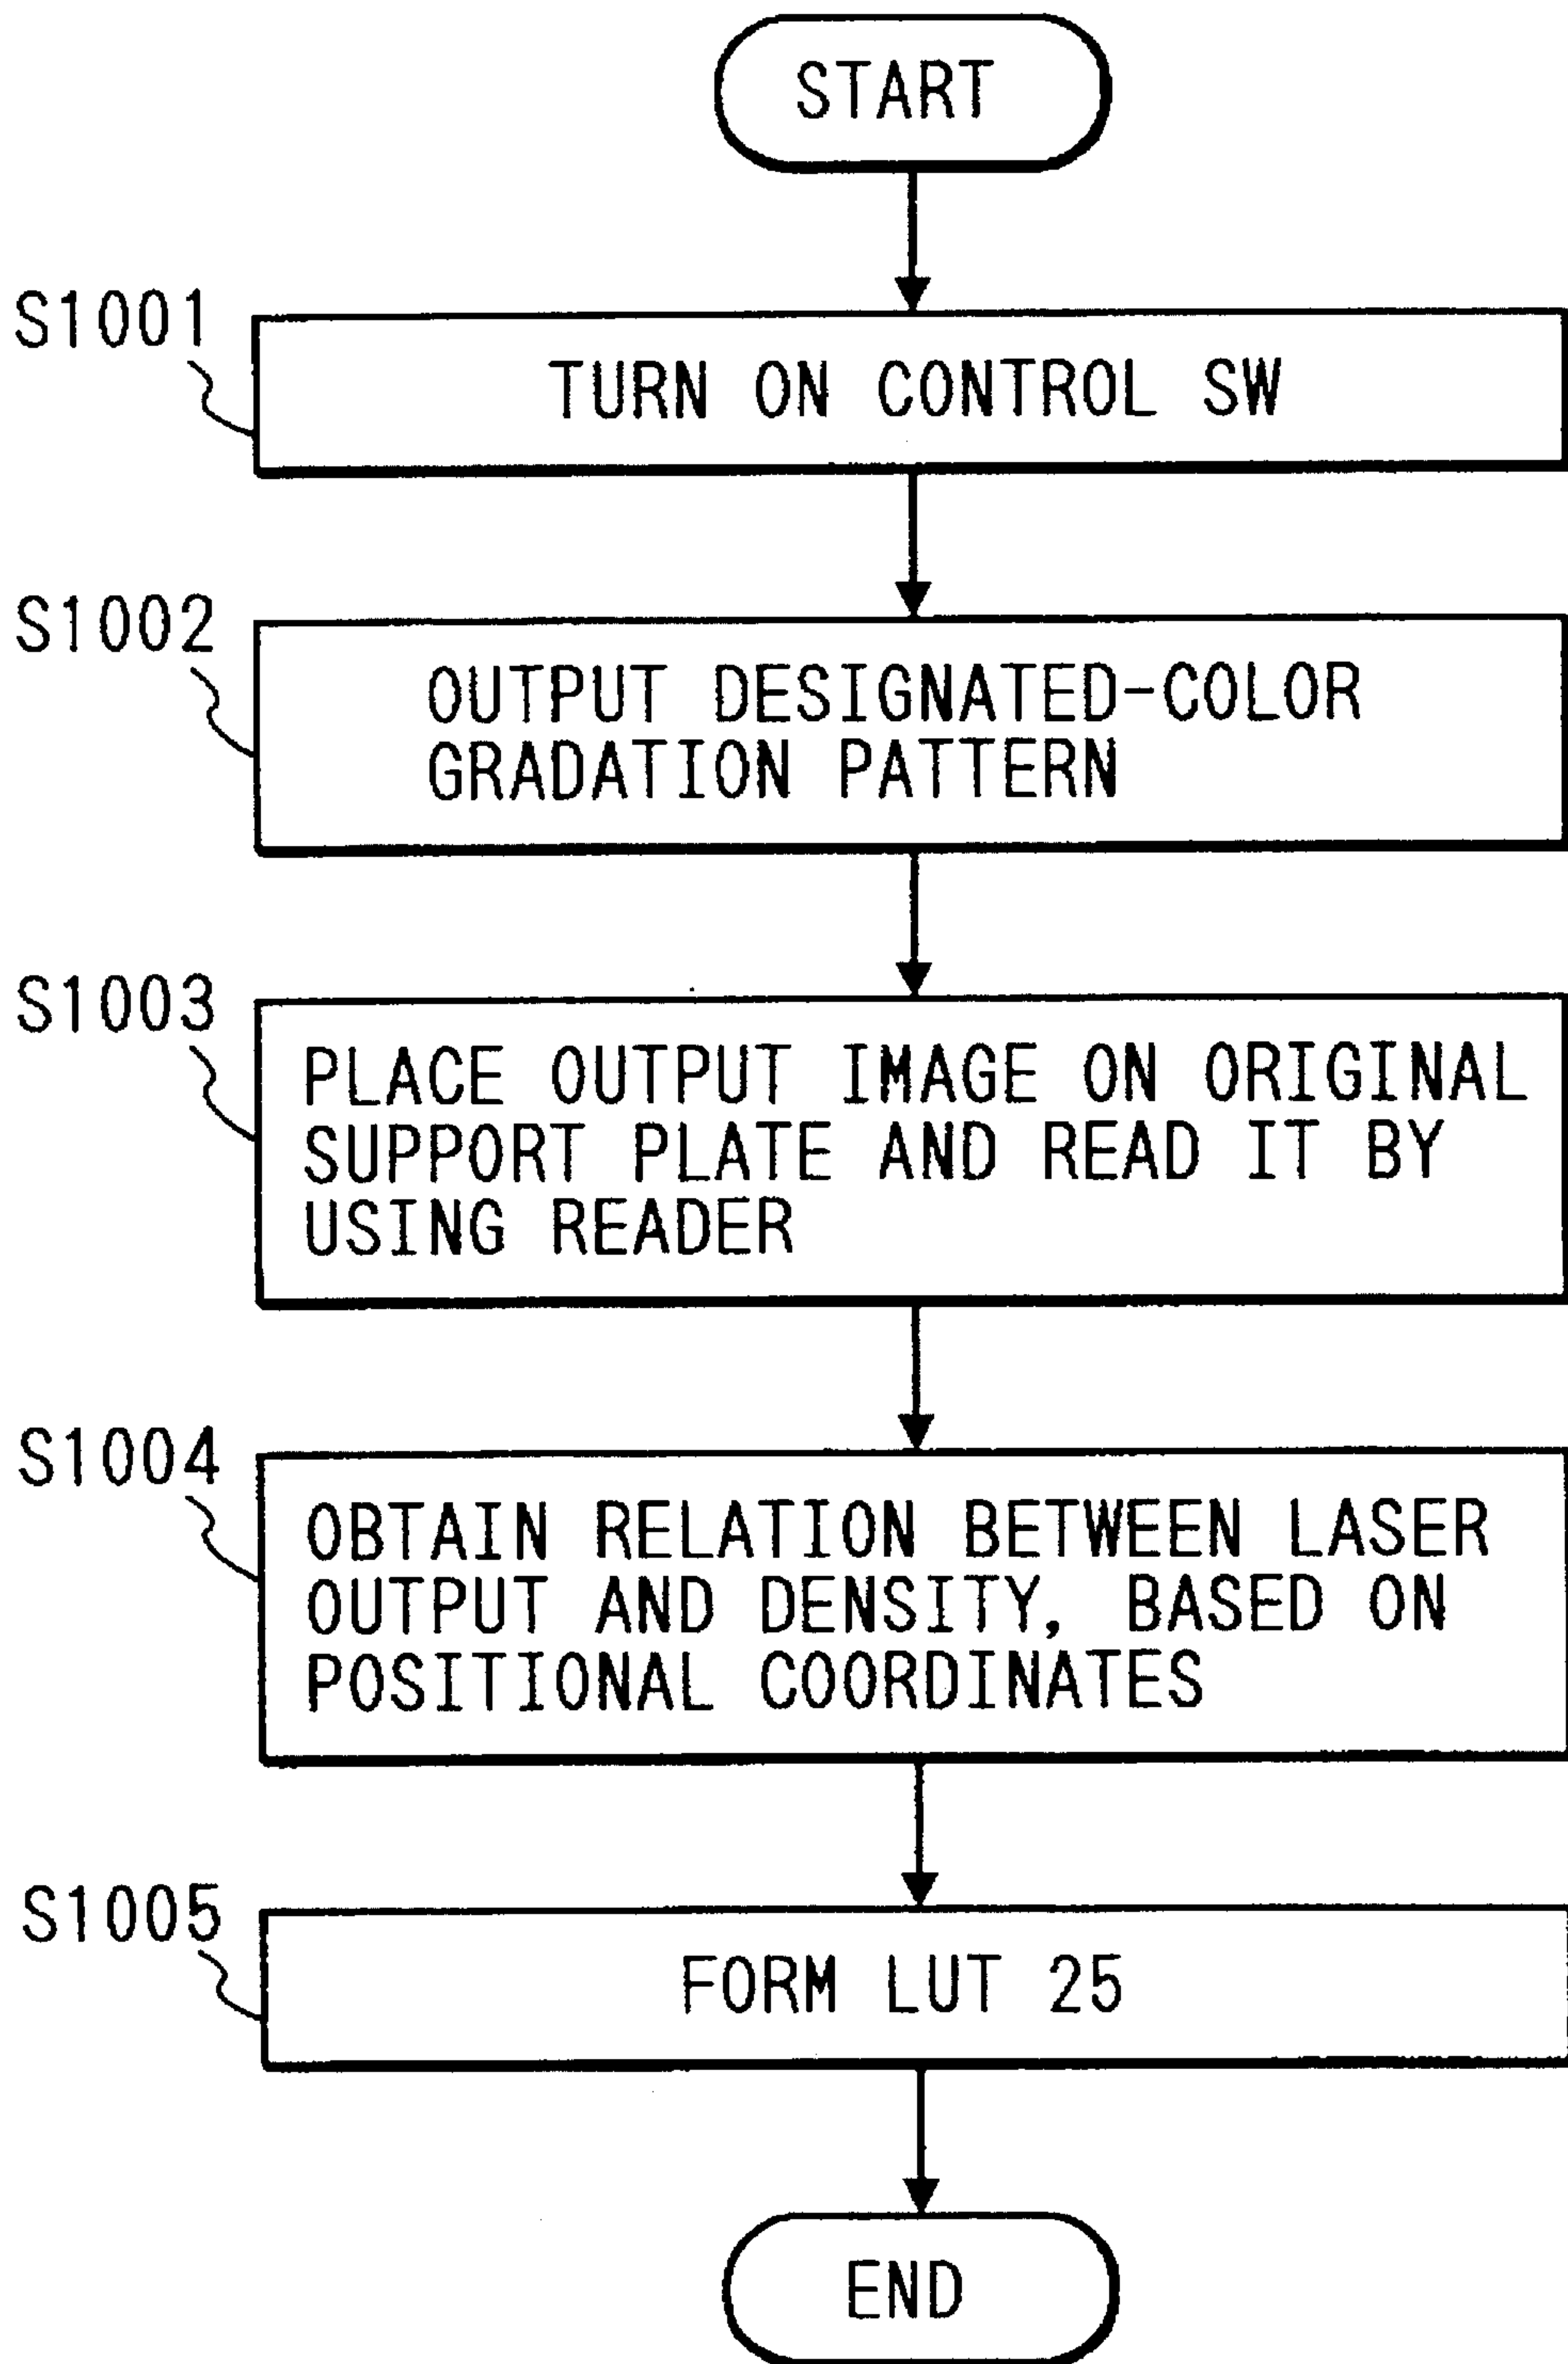 START
S1001
TURN ON CONTROL SW
S1002
OUTPUT DESIGNATED-COLOR
GRADATION PATTERN
S1003
PLACE OUTPUT IMAGE ON ORIGINAL
SUPPORT PLATE AND READ IT BY
USING READER
S1004
OBTAIN RELATION BETWEEN LASER
OUTPUT AND DENSITY, BASED ON
POSITIONAL COORDINATES
S1005
FORM LUT 25
END